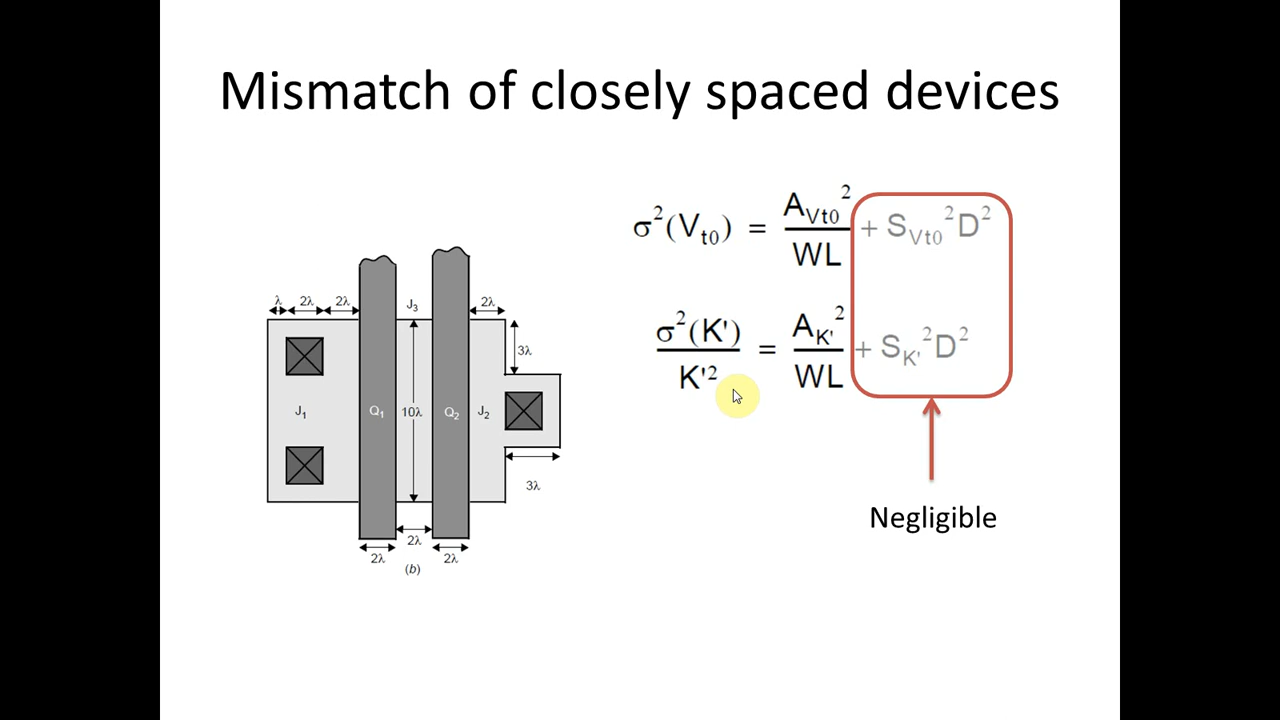 Mismatch of closely spaced devices
σ²(Vt0) = AVt0² / WL + SVt0²D²
σ²(K') / K'² = AK'² / WL + SK'²D²
Negligible
λ 2λ 2λ J3 2λ
3λ
J1 Q1 10λ Q2 J2
3λ
2λ
2λ 2λ
(b)